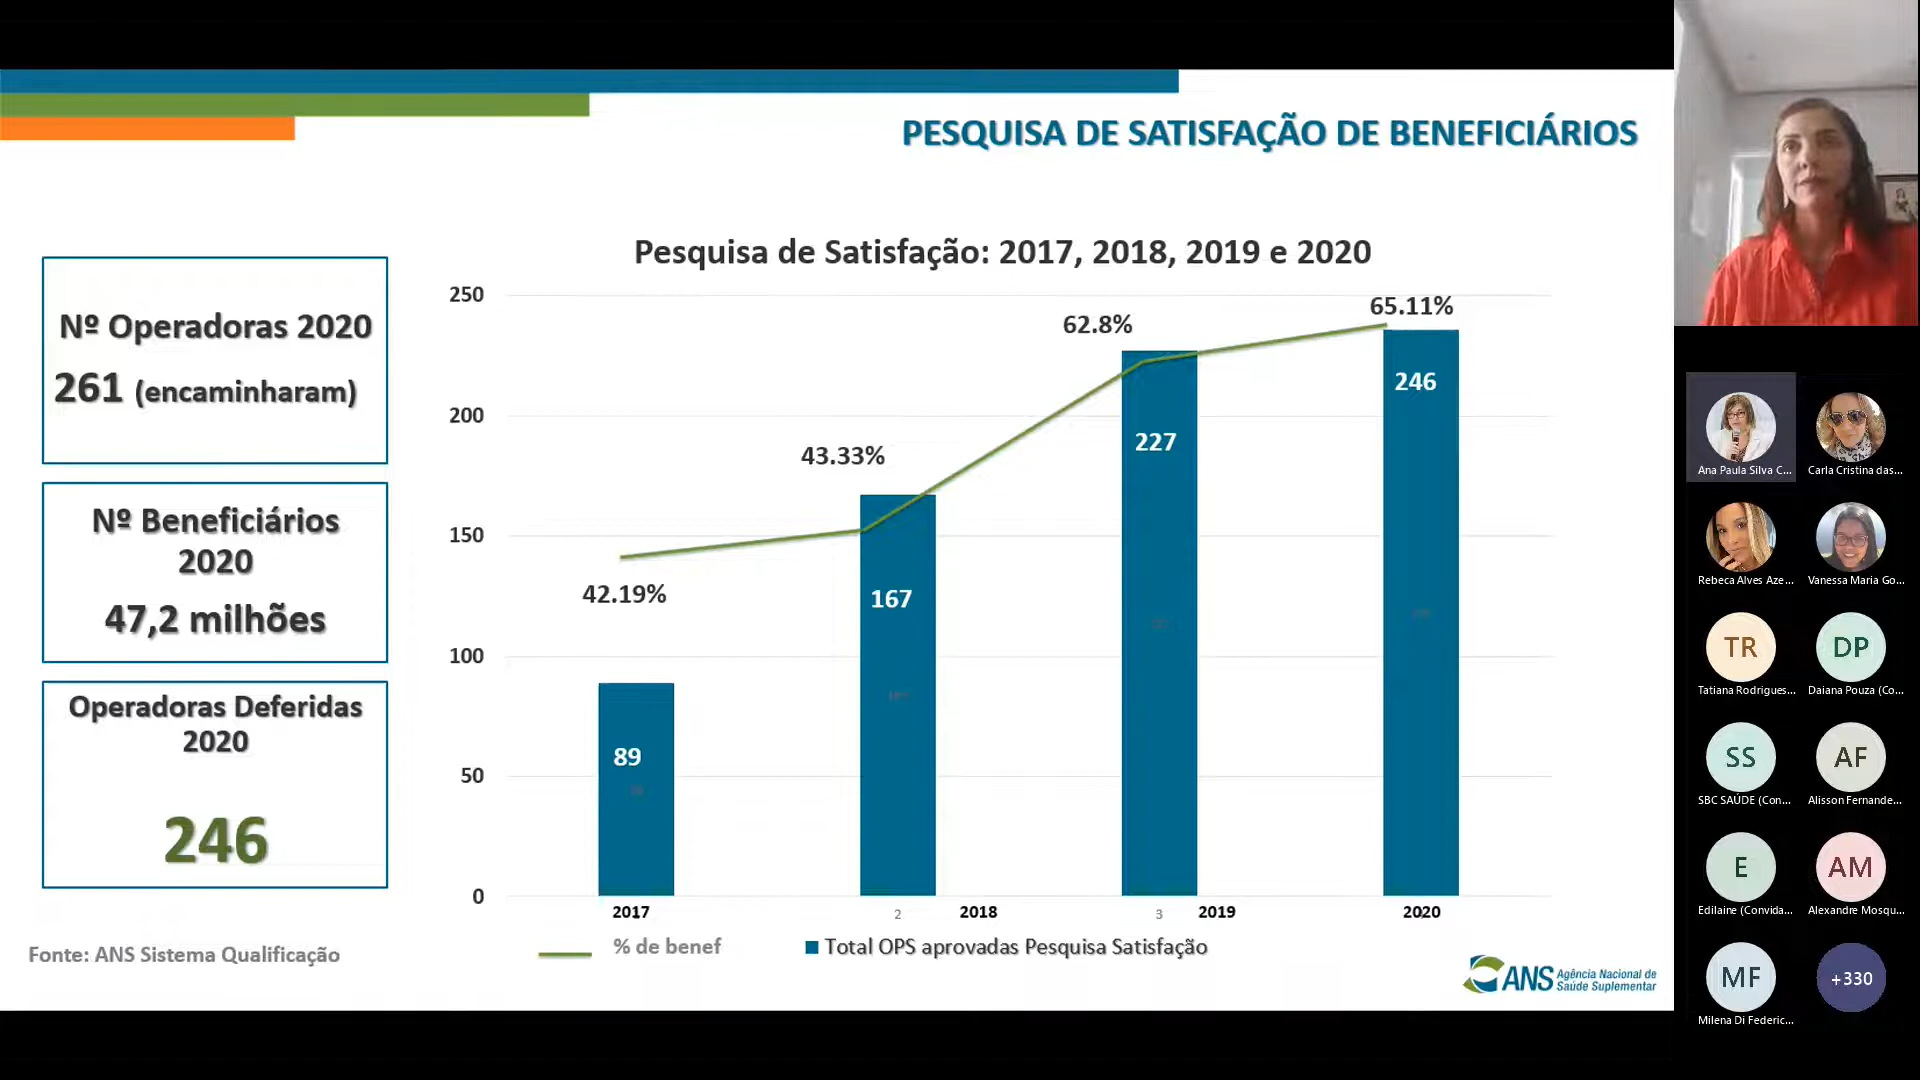 PESQUISA DE SATISFAÇÃO DE BENEFICIÁRIOS
Nº Operadoras 2020
261 (encaminharam)
Nº Beneficiários
2020
47,2 milhões
Operadoras Deferidas
2020
246
Fonte: ANS Sistema Qualificação
Pesquisa de Satisfação: 2017, 2018, 2019 e 2020
250
200
150
100
50
0
42.19%
43.33%
62.8%
65.11%
89
167
227
246
2017
2
2018
3
2019
2020
% de benef
Total OPS aprovadas Pesquisa Satisfação
ANS Agência Nacional de
Saúde Suplementar
Ana Paula Silva C...
Carla Cristina das...
Rebeca Alves Aze...
Vanessa Maria Go...
TR
Tatiana Rodrigues...
DP
Daiana Pouza (Co...
SS
SBC SAÚDE (Con...
AF
Alisson Fernande...
E
Edilaine (Convida...
AM
Alexandre Mosqu...
MF
Milena Di Federic...
+330